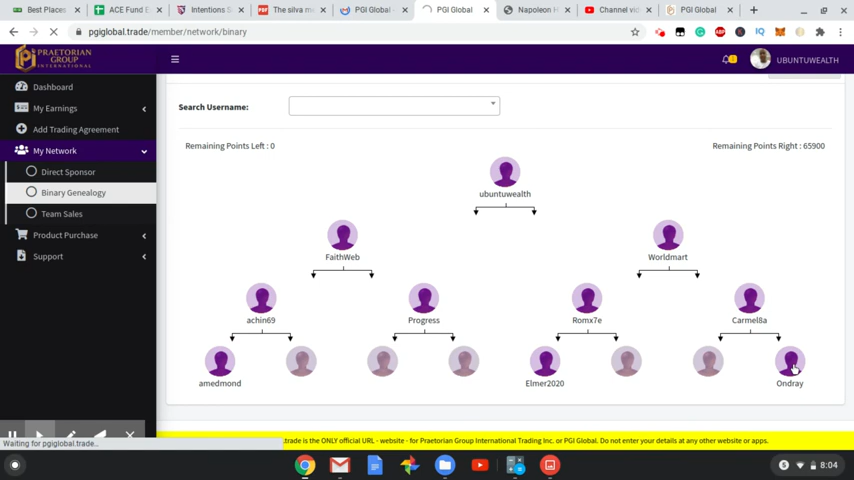 Best Places
ACE Fund Es
Intentions S
The silva me
PGI Global -
PGI Global
Napoleon H
Channel vide
PGI Global
pgiglobal.trade/member/network/binary
PRAETORIAN
GROUP
INTERNATIONAL
UBUNTUWEALTH
Dashboard
My Earnings
Add Trading Agreement
My Network
Direct Sponsor
Binary Genealogy
Team Sales
Product Purchase
Support
Search Username:
Remaining Points Left : 0
Remaining Points Right : 65900
ubuntuwealth
FaithWeb
Worldmart
achin69
Progress
Romx7e
Carmel8a
amedmond
Elmer2020
Ondray
Waiting for pgiglobal.trade...
.trade is the ONLY official URL - website - for Praetorian Group International Trading Inc. or PGI Global. Do not enter your details at any other website or apps.
8:04